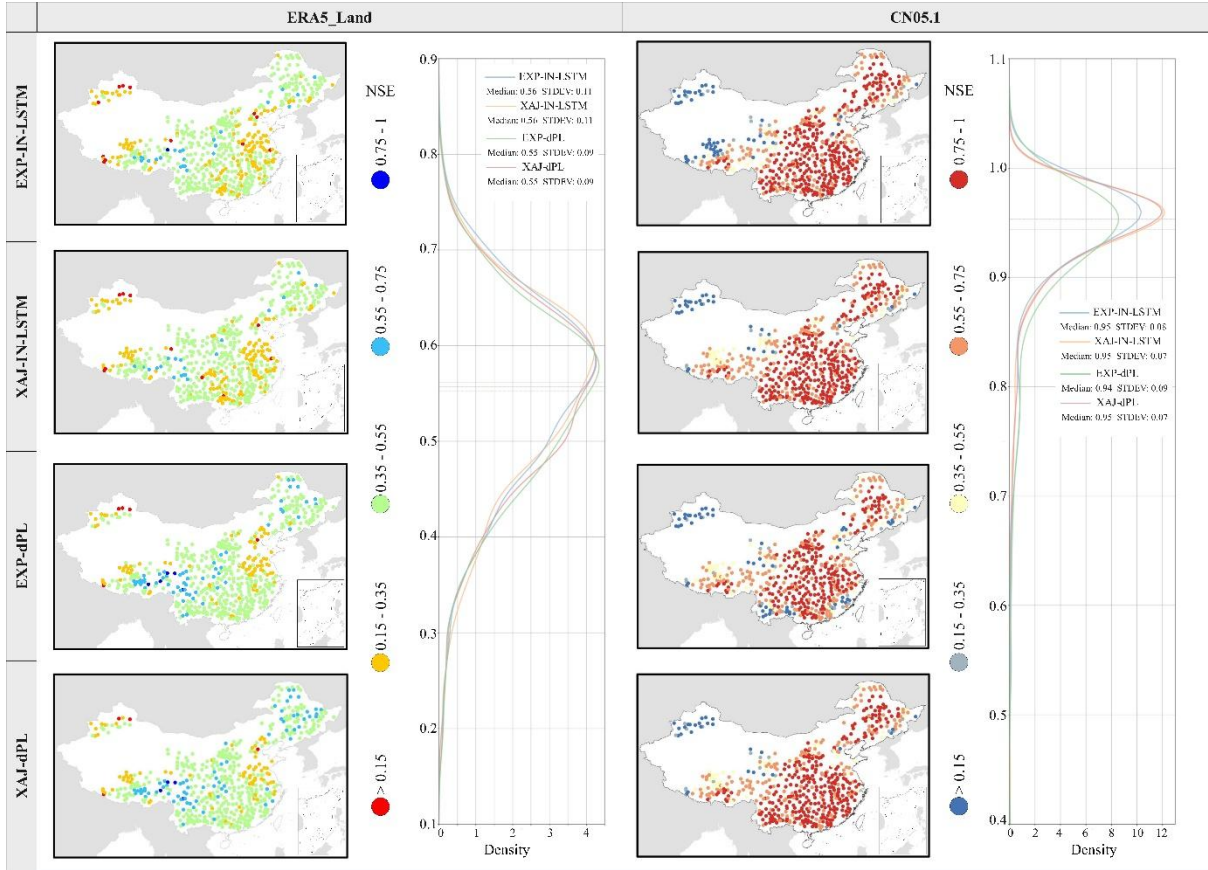 ERA5_Land
CN05.1
EXP-IN-LSTM
XAJ-IN-LSTM
EXP-dPL
XAJ-dPL
NSE
0.75 - 1
0.55 - 0.75
0.35 - 0.55
0.15 - 0.35
> 0.15
0.9
0.8
0.7
0.6
0.5
0.4
0.3
0.2
0.1
0 1 2 3 4
Density
EXP-IN-LSTM
Median: 0.56 STDEV: 0.11
XAJ-IN-LSTM
Median: 0.56 STDEV: 0.11
EXP-dPL
Median: 0.55 STDEV: 0.09
XAJ-dPL
Median: 0.55 STDEV: 0.09
NSE
0.75 - 1
0.55 - 0.75
0.35 - 0.55
0.15 - 0.35
> 0.15
1.1
1.0
0.9
0.8
0.7
0.6
0.5
0.4
0 2 4 6 8 10 12
Density
EXP-IN-LSTM
Median: 0.95 STDEV: 0.08
XAJ-IN-LSTM
Median: 0.95 STDEV: 0.07
EXP-dPL
Median: 0.94 STDEV: 0.09
XAJ-dPL
Median: 0.95 STDEV: 0.07